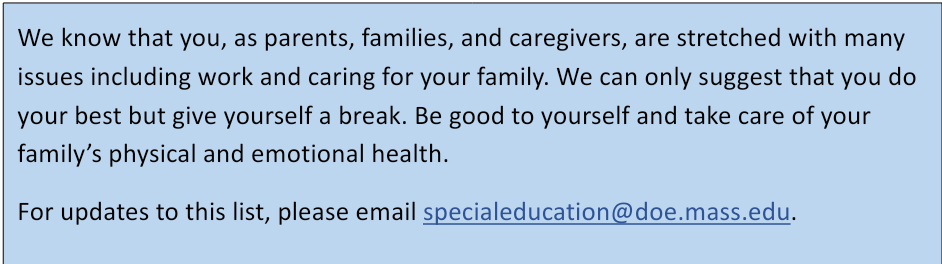 We know that you, as parents, families, and caregivers, are stretched with many
issues including work and caring for your family. We can only suggest that you do
your best but give yourself a break. Be good to yourself and take care of your
family’s physical and emotional health.
For updates to this list, please email specialeducation@doe.mass.edu.